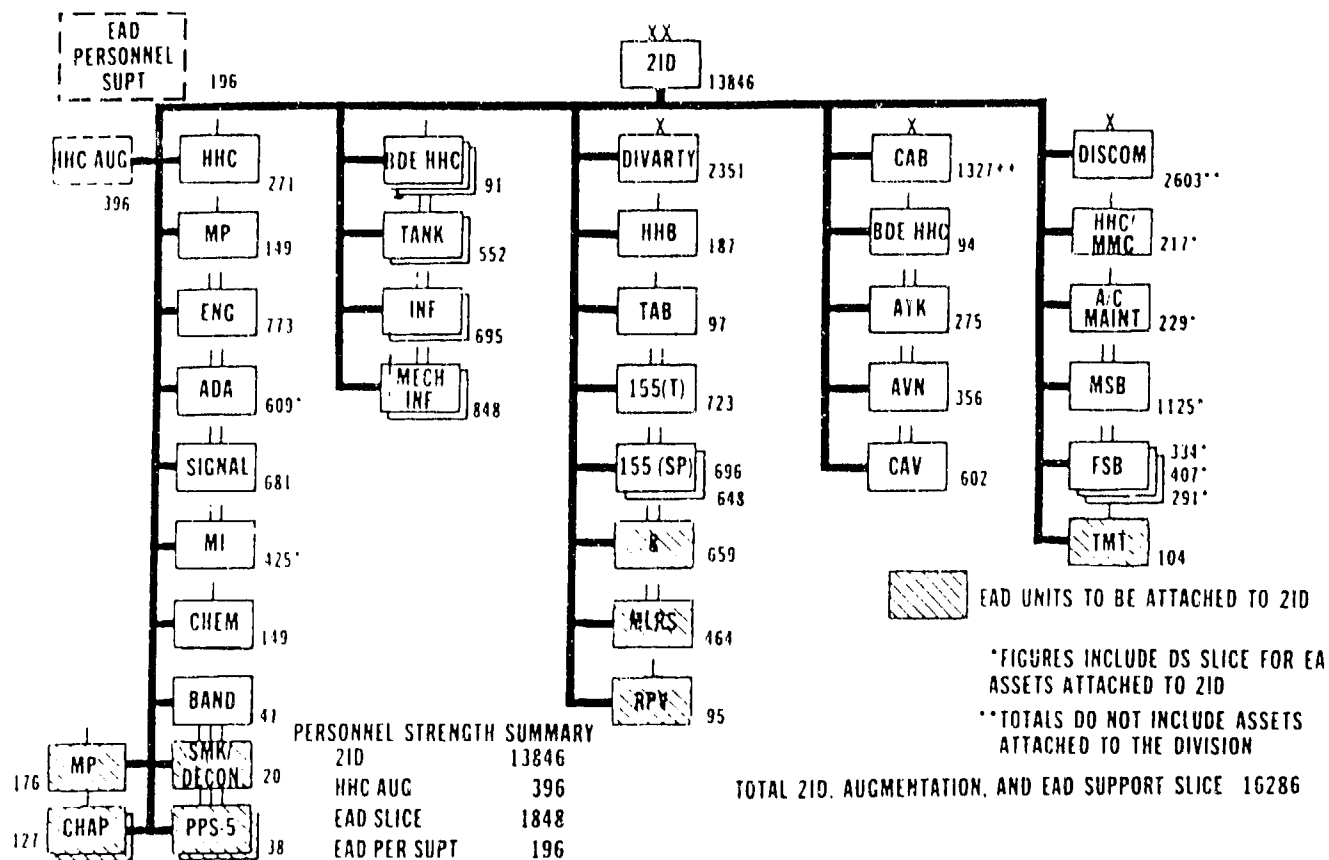 EAD
PERSONNEL
SUPT
196
XX
2ID
13846
HHC AUG
396
HHC
271
MP
149
ENG
773
ADA
609*
SIGNAL
681
MI
425*
CHEM
149
BAND
41
MP
176
SMK/
DECON
20
CHAP
127
PPS-5
38
BDE HHC
91
TANK
552
INF
695
MECH
INF
848
X
DIVARTY
2351
HHB
187
TAB
97
155(T)
723
155 (SP)
696
648
659
MLRS
464
RPV
95
X
CAB
1327**
BDE HHC
94
ATK
275
AVN
356
CAV
602
X
DISCOM
2603**
HHC/
MMC
217*
A/C
MAINT
229*
MSB
1125*
FSB
334*
407*
291*
TMT
104
EAD UNITS TO BE ATTACHED TO 2ID
*FIGURES INCLUDE DS SLICE FOR EA
ASSETS ATTACHED TO 2ID
**TOTALS DO NOT INCLUDE ASSETS
ATTACHED TO THE DIVISION
PERSONNEL STRENGTH SUMMARY
2ID 13846
HHC AUG 396
EAD SLICE 1848
EAD PER SUPT 196
TOTAL 2ID, AUGMENTATION, AND EAD SUPPORT SLICE 16286